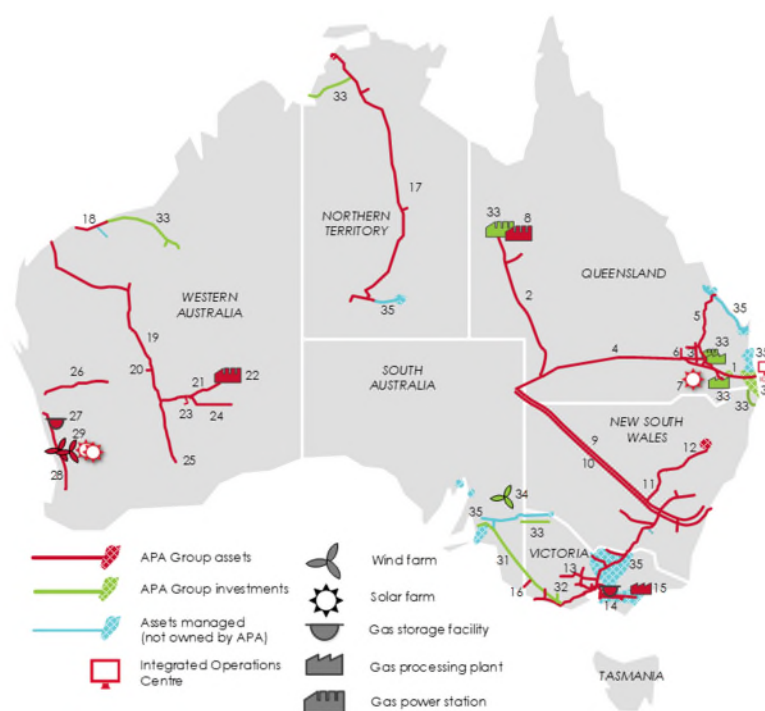 33
17
NORTHERN
TERRITORY
35
18
33
WESTERN
AUSTRALIA
19
20
21
22
23
24
25
26
27
29
28
33
8
QUEENSLAND
2
4
5
35
6
3
33
1
35
7
33
33
SOUTH
AUSTRALIA
NEW SOUTH
WALES
9
10
12
11
34
35
33
31
VICTORIA
35
13
16
32
14
15
TASMANIA
APA Group assets
APA Group investments
Assets managed
(not owned by APA)
Integrated Operations
Centre
Wind farm
Solar farm
Gas storage facility
Gas processing plant
Gas power station